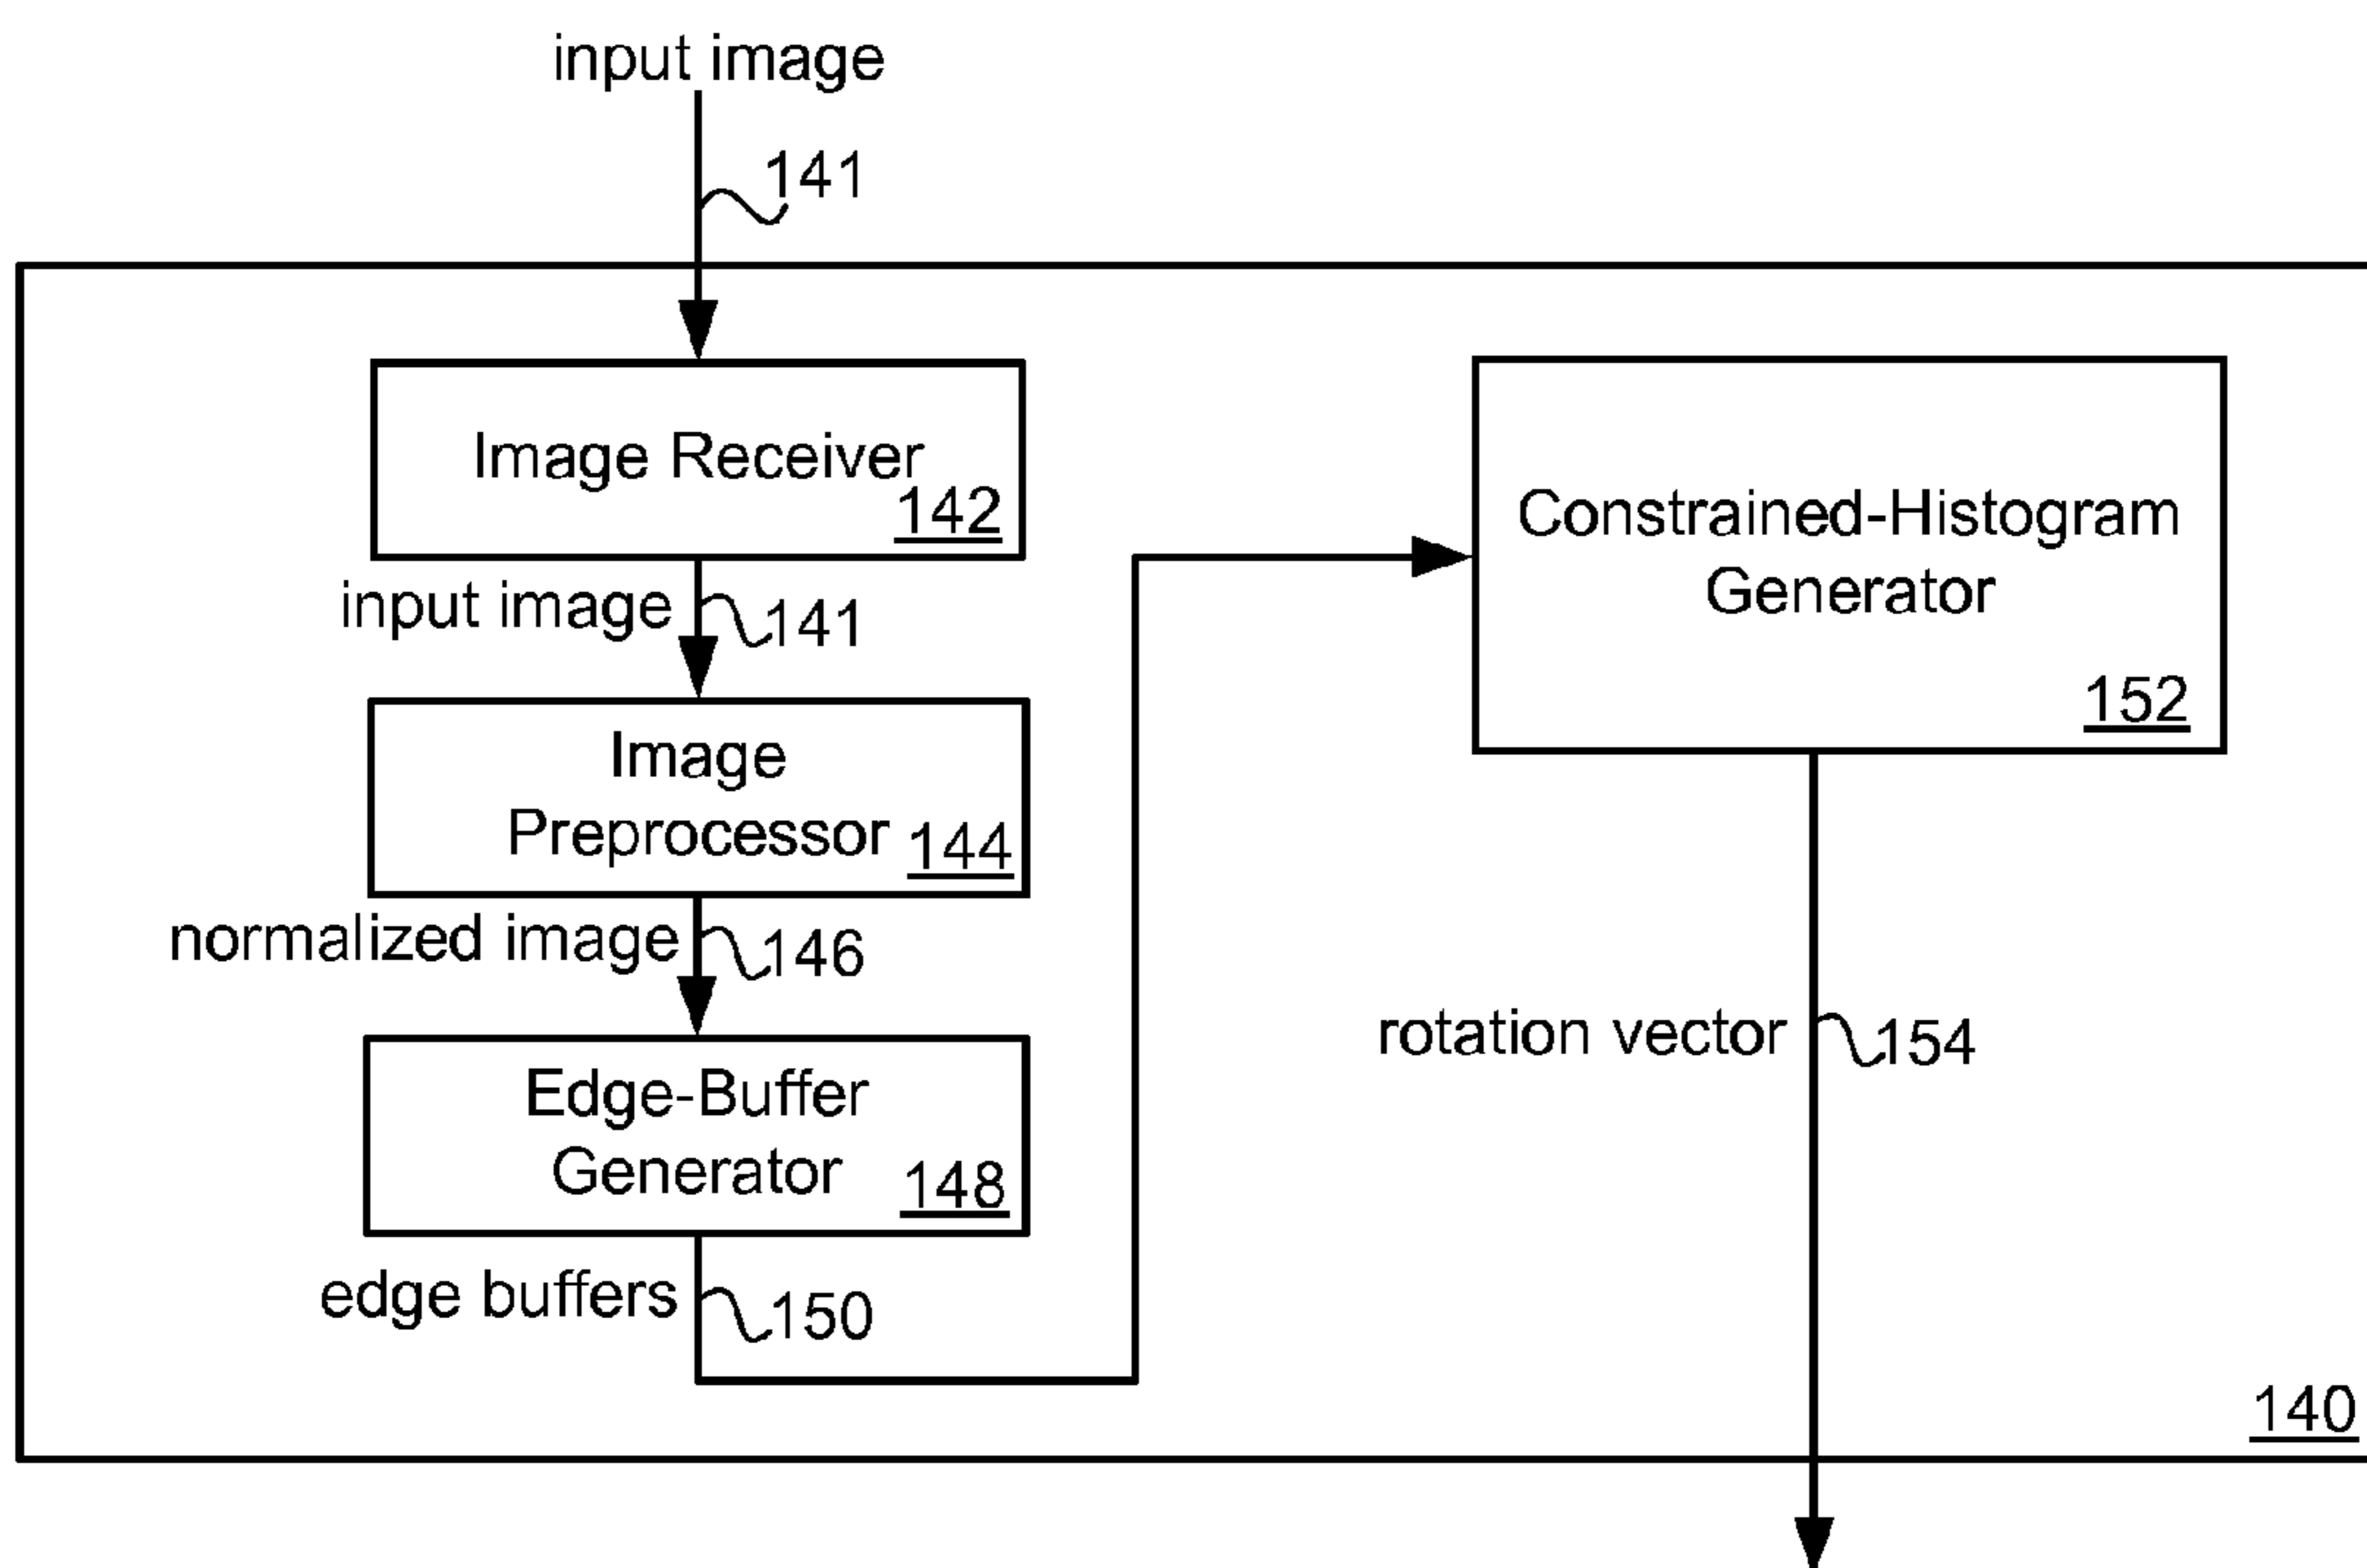 input image
141
Image Receiver
142
input image
141
Image
Preprocessor
144
normalized image
146
Edge-Buffer
Generator
148
edge buffers
150
Constrained-Histogram
Generator
152
rotation vector
154
140